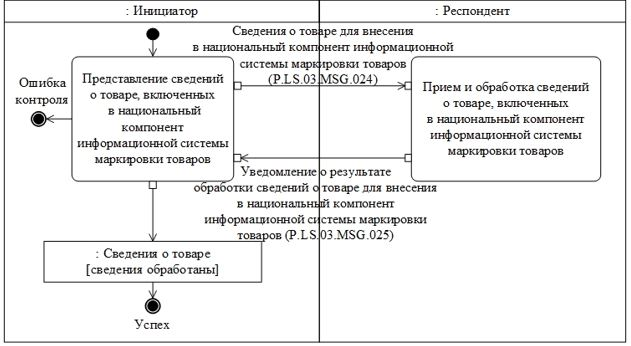 : Инициатор
: Респондент
Сведения о товаре для внесения
в национальный компонент информационной
системы маркировки товаров
(P.LS.03.MSG.024)
Ошибка
контроля
Представление сведений
о товаре, включенных
в национальный
компонент
информационной системы
маркировки товаров
Прием и обработка сведений
о товаре, включенных
в национальный компонент
информационной системы
маркировки товаров
Уведомление о результате
обработки сведений о товаре для внесения
в национальный компонент
информационной системы маркировки
товаров (P.LS.03.MSG.025)
: Сведения о товаре
[сведения обработаны]
Успех